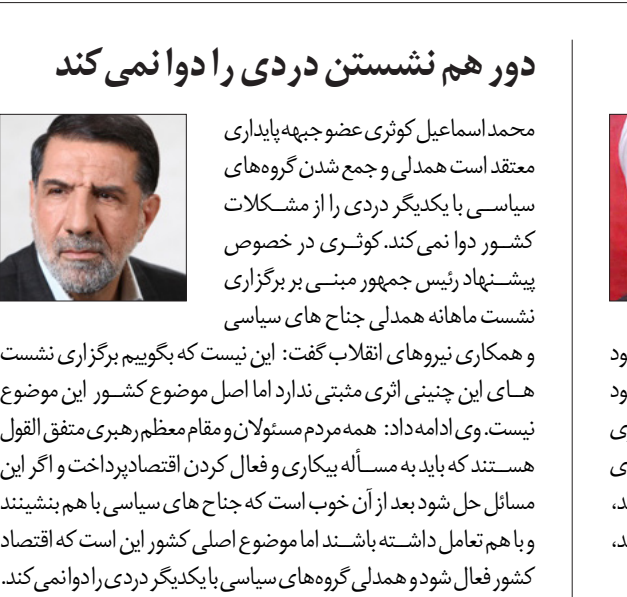 دور هم نشستن دردی را دوا نمی‌کند
محمد اسماعیل کوثری عضو جبهه پایداری
معتقد است همدلی و جمع شدن گروه‌های
سیاسی با یکدیگر دردی را از مشکلات
کشور دوا نمی‌کند. کوثری در خصوص
پیشنهاد رئیس جمهور مبنی بر برگزاری
نشست ماهانه همدلی جناح های سیاسی
و همکاری نیروهای انقلاب گفت: این نیست که بگوییم برگزاری نشست
های این چنینی اثری مثبتی ندارد اما اصل موضوع کشور این موضوع
نیست. وی ادامه داد: همه مردم مسئولان و مقام معظم رهبری متفق القول
هستند که باید به مسأله بیکاری و فعال کردن اقتصاد پرداخت و اگر این
مسائل حل شود بعد از آن خوب است که جناح های سیاسی با هم بنشینند
و با هم تعامل داشته باشند اما موضوع اصلی کشور این است که اقتصاد
کشور فعال شود و همدلی گروه‌های سیاسی با یکدیگر دردی را دوا نمی‌کند.